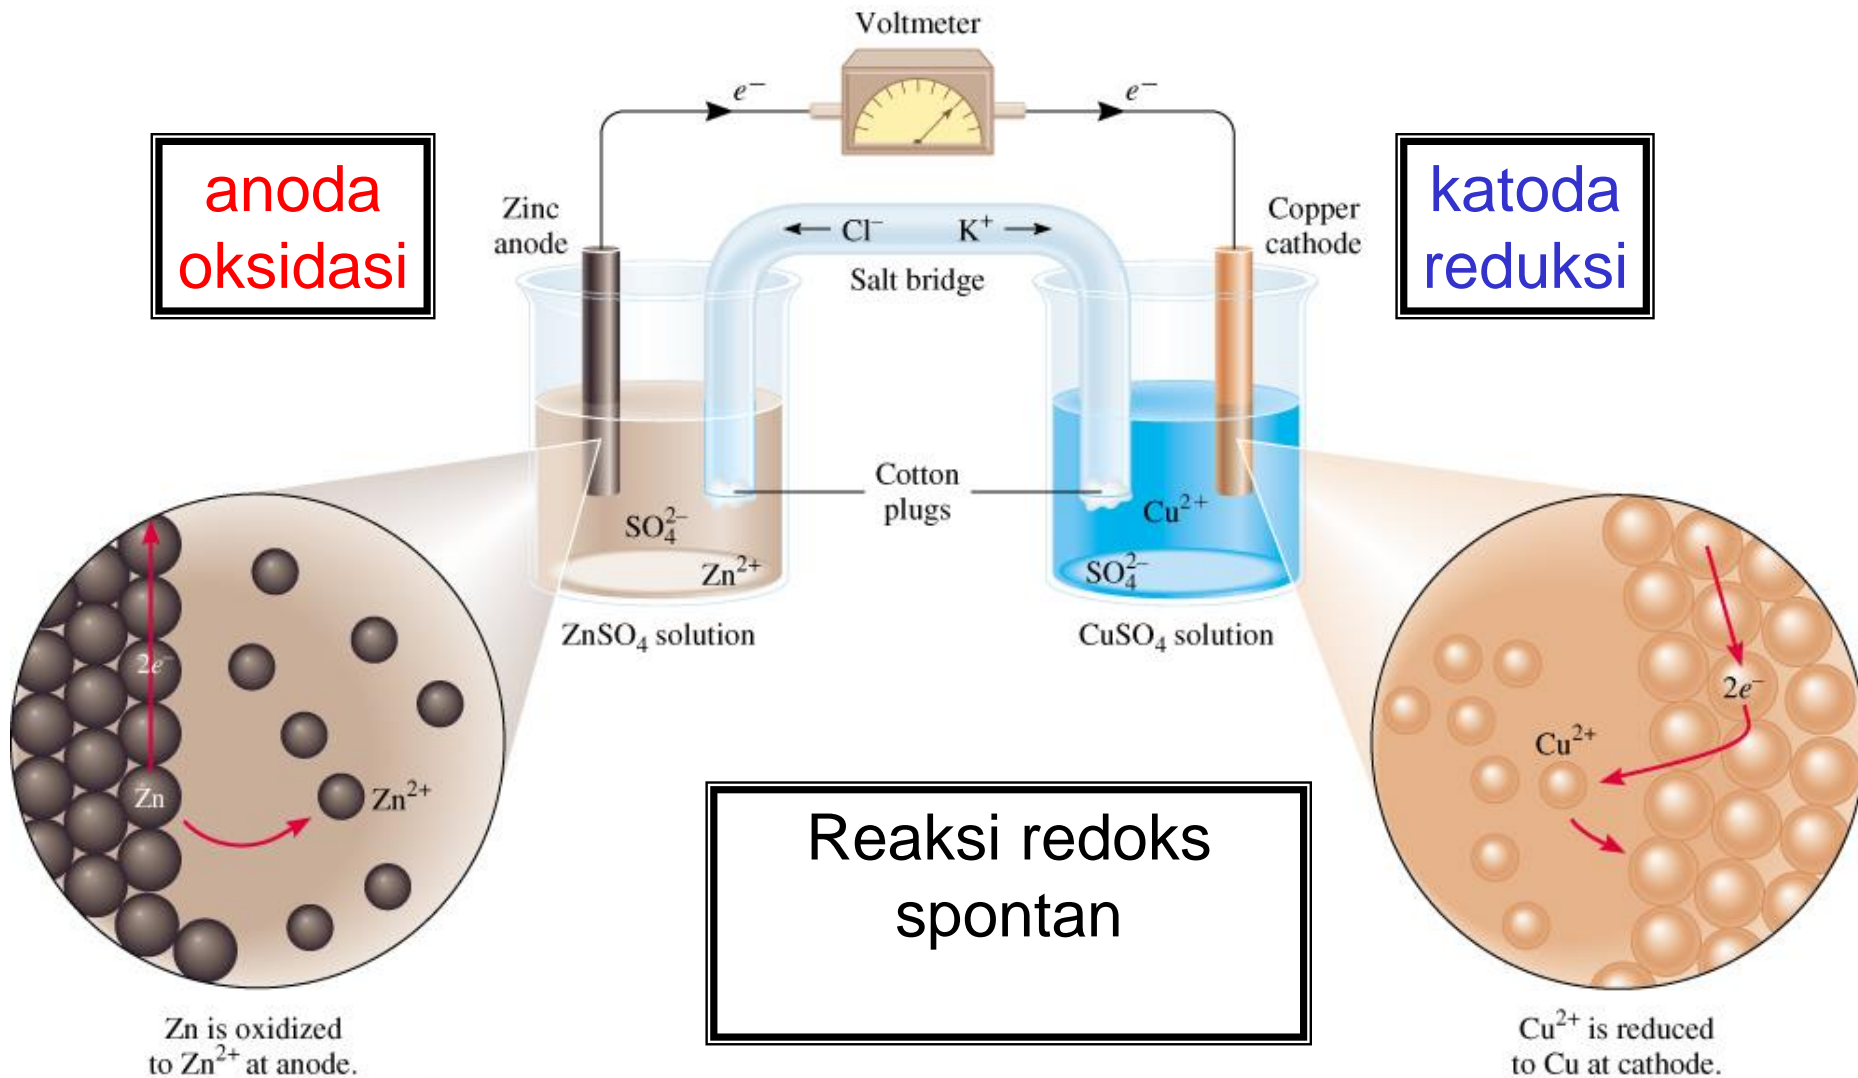 Voltmeter
e⁻
e⁻
anoda
oksidasi
katoda
reduksi
Zinc
anode
Cl⁻
K⁺
Salt bridge
Copper
cathode
Cotton
plugs
SO₄²⁻
Zn²⁺
Cu²⁺
SO₄²⁻
ZnSO₄ solution
CuSO₄ solution
2e⁻
Zn
Zn²⁺
2e⁻
Cu²⁺
Reaksi redoks
spontan
Zn is oxidized
to Zn²⁺ at anode.
Cu²⁺ is reduced
to Cu at cathode.